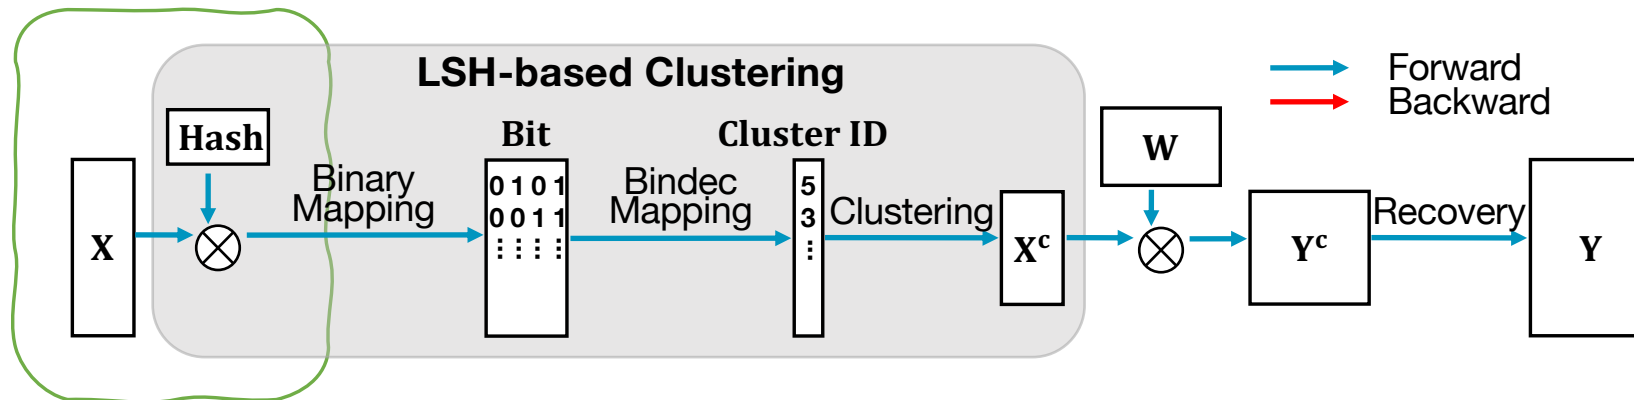 LSH-based Clustering
Forward
Backward
Hash
Bit
Cluster ID
W
X
Binary
Mapping
0 1 0 1
0 0 1 1
⋮ ⋮ ⋮ ⋮
Bindec
Mapping
5
3
⋮
Clustering
Xᶜ
Yᶜ
Recovery
Y